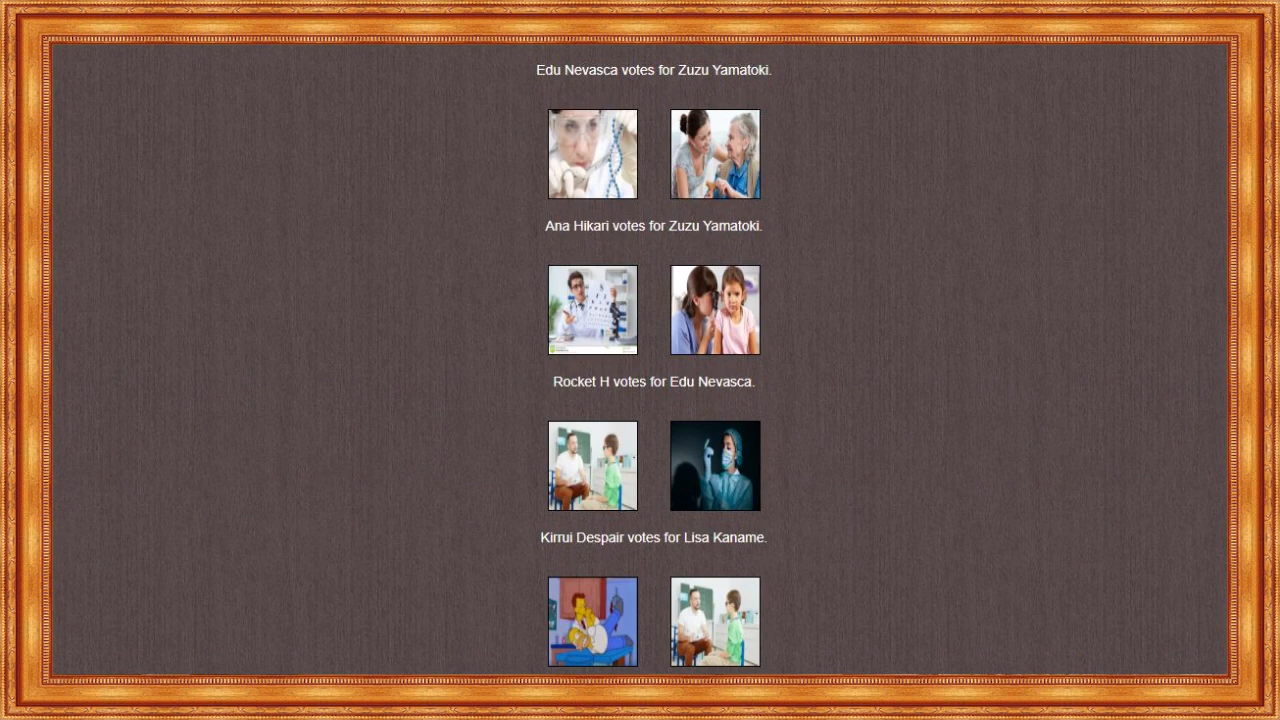 Edu Nevasca votes for Zuzu Yamatoki.
Ana Hikari votes for Zuzu Yamatoki.
Rocket H votes for Edu Nevasca.
Kirrui Despair votes for Lisa Kaname.